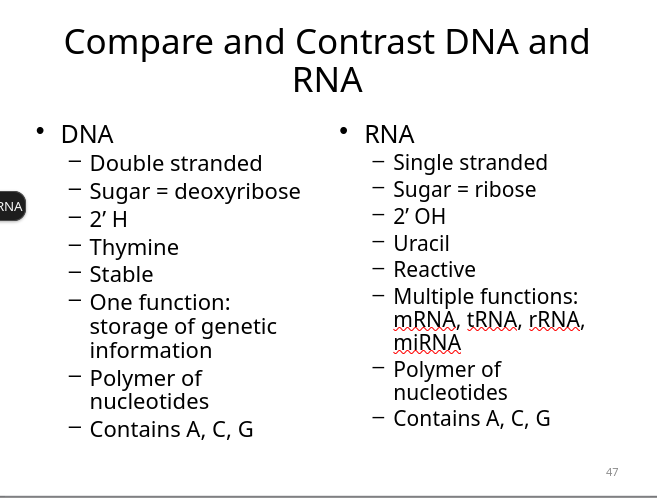 Compare and Contrast DNA and
RNA
• DNA
– Double stranded
– Sugar = deoxyribose
– 2’ H
– Thymine
– Stable
– One function:
storage of genetic
information
– Polymer of
nucleotides
– Contains A, C, G
• RNA
– Single stranded
– Sugar = ribose
– 2’ OH
– Uracil
– Reactive
– Multiple functions:
mRNA, tRNA, rRNA,
miRNA
– Polymer of
nucleotides
– Contains A, C, G
RNA
47